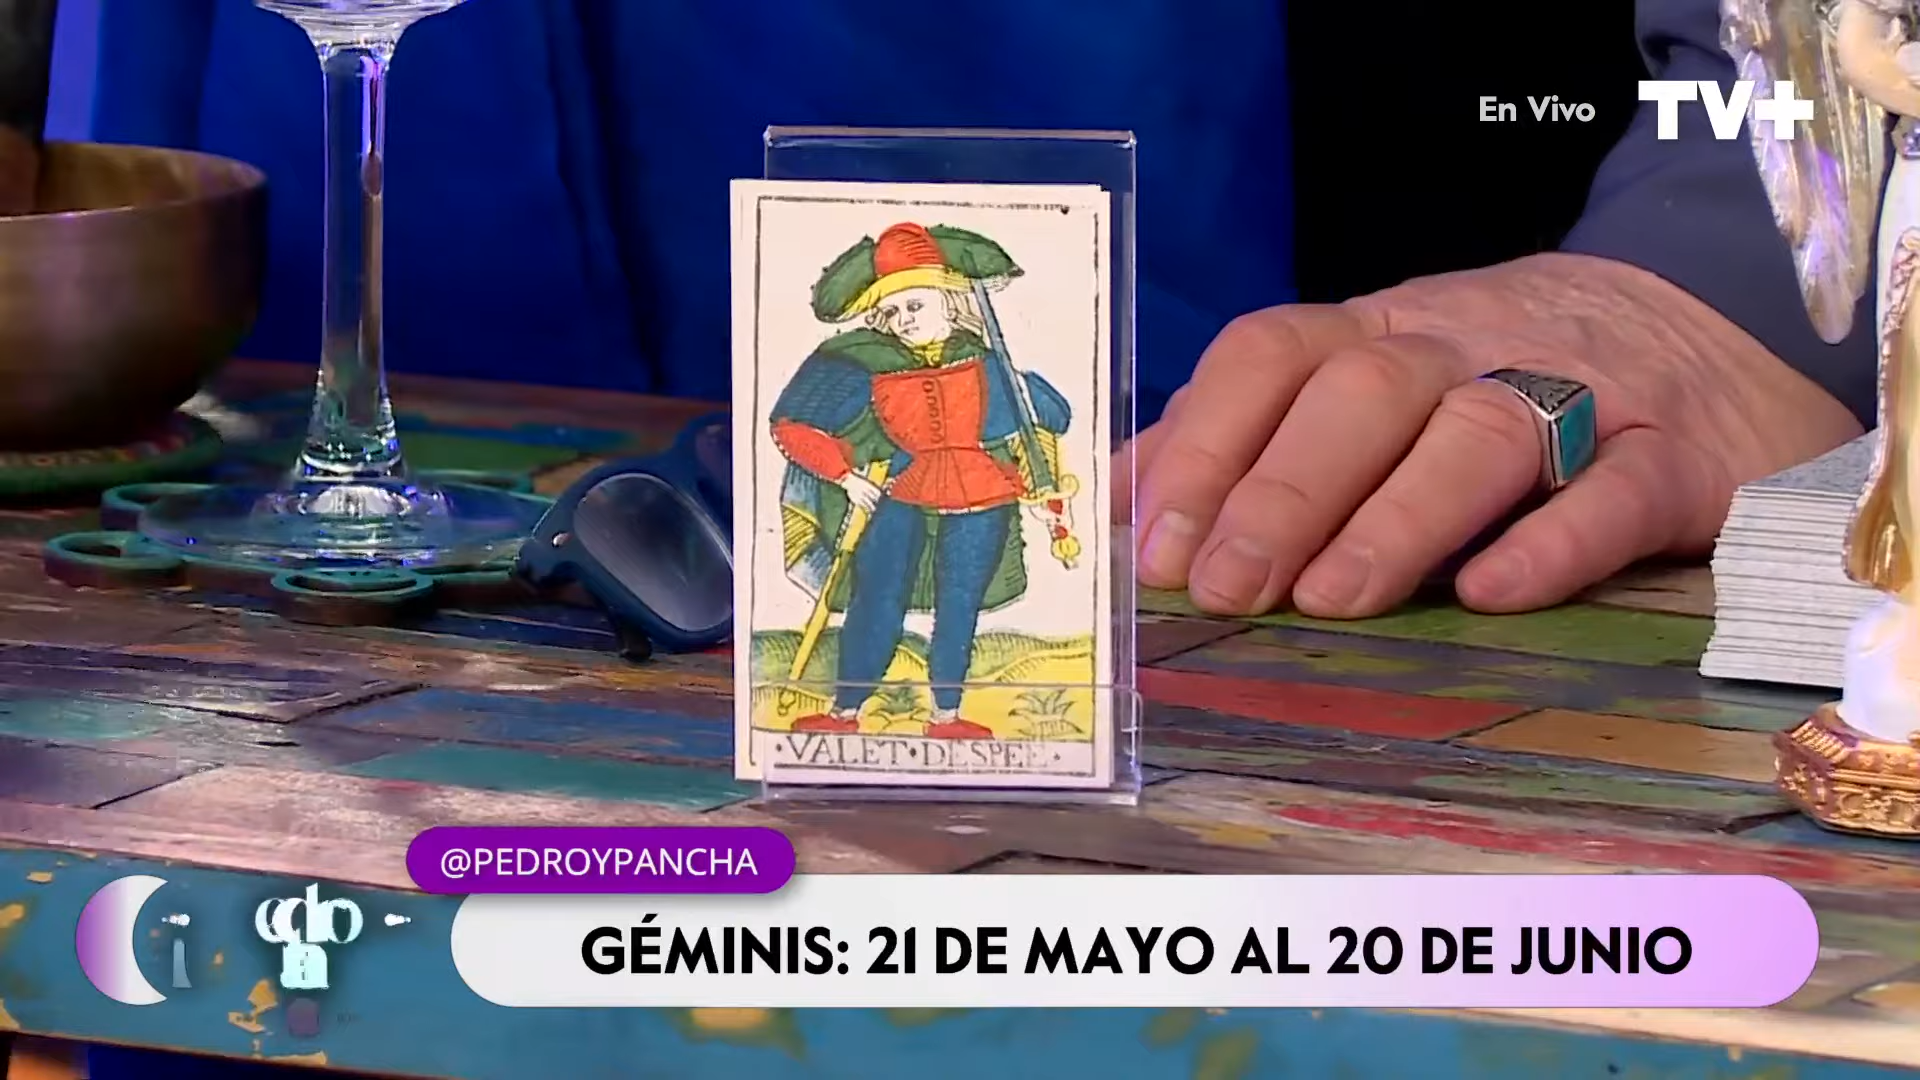 En Vivo TV+
·VALET·DESPEE·
@PEDROYPANCHA
GÉMINIS: 21 DE MAYO AL 20 DE JUNIO